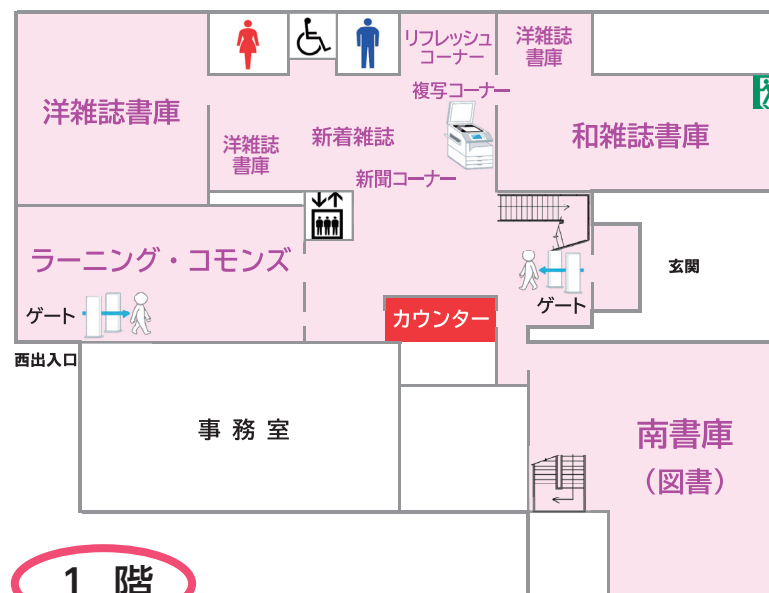 リフレッシュ
コーナー
洋雑誌
書庫
複写コーナー
洋雑誌書庫
新着雑誌
和雑誌書庫
洋雑誌
書庫
新聞コーナー
ラーニング・コモンズ
玄関
ゲート
ゲート
カウンター
西出入口
事務室
南書庫
（図書）
1 階